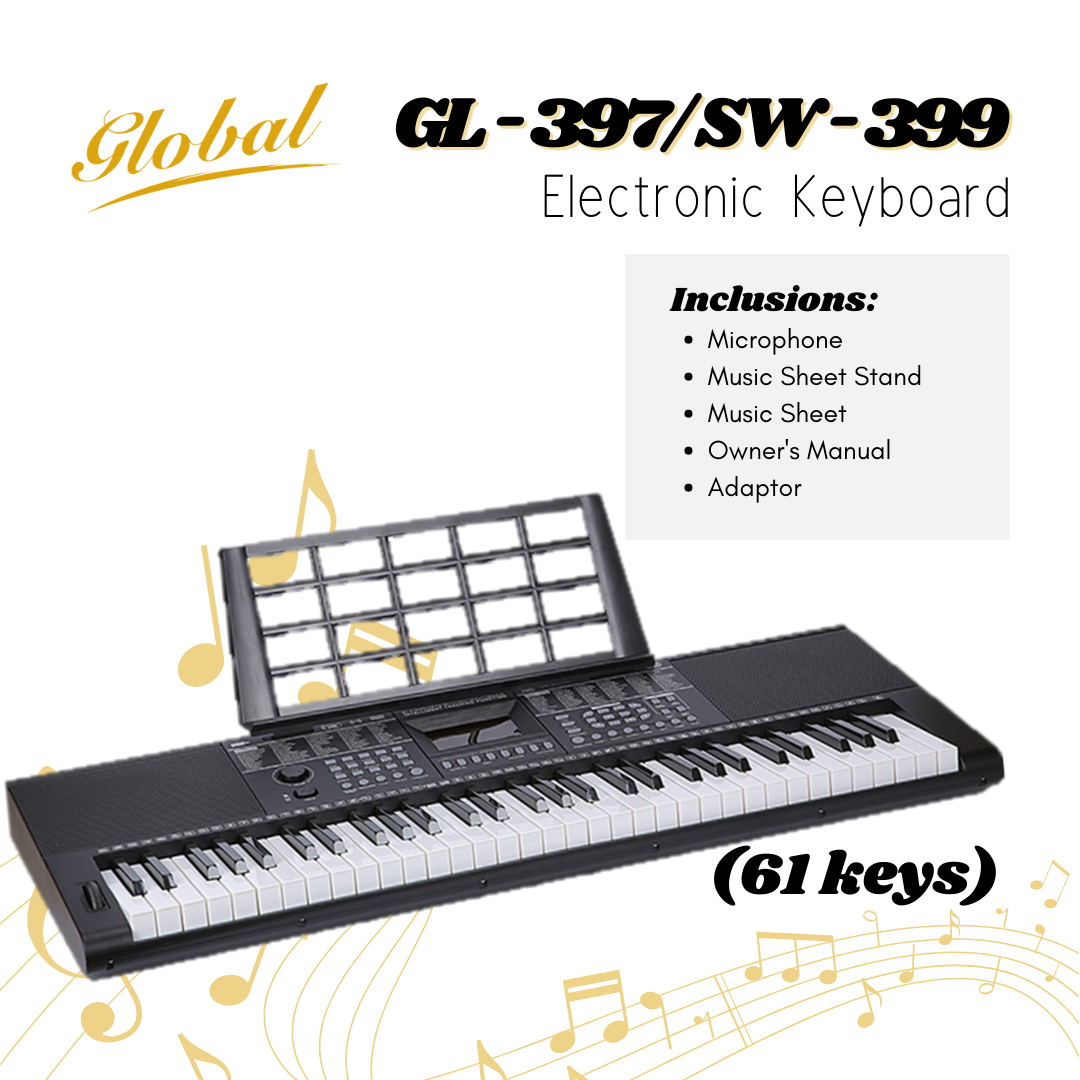 Global
GL - 397/SW - 399
Electronic Keyboard
Inclusions:
Microphone
Music Sheet Stand
Music Sheet
Owner's Manual
Adaptor
(61 keys)